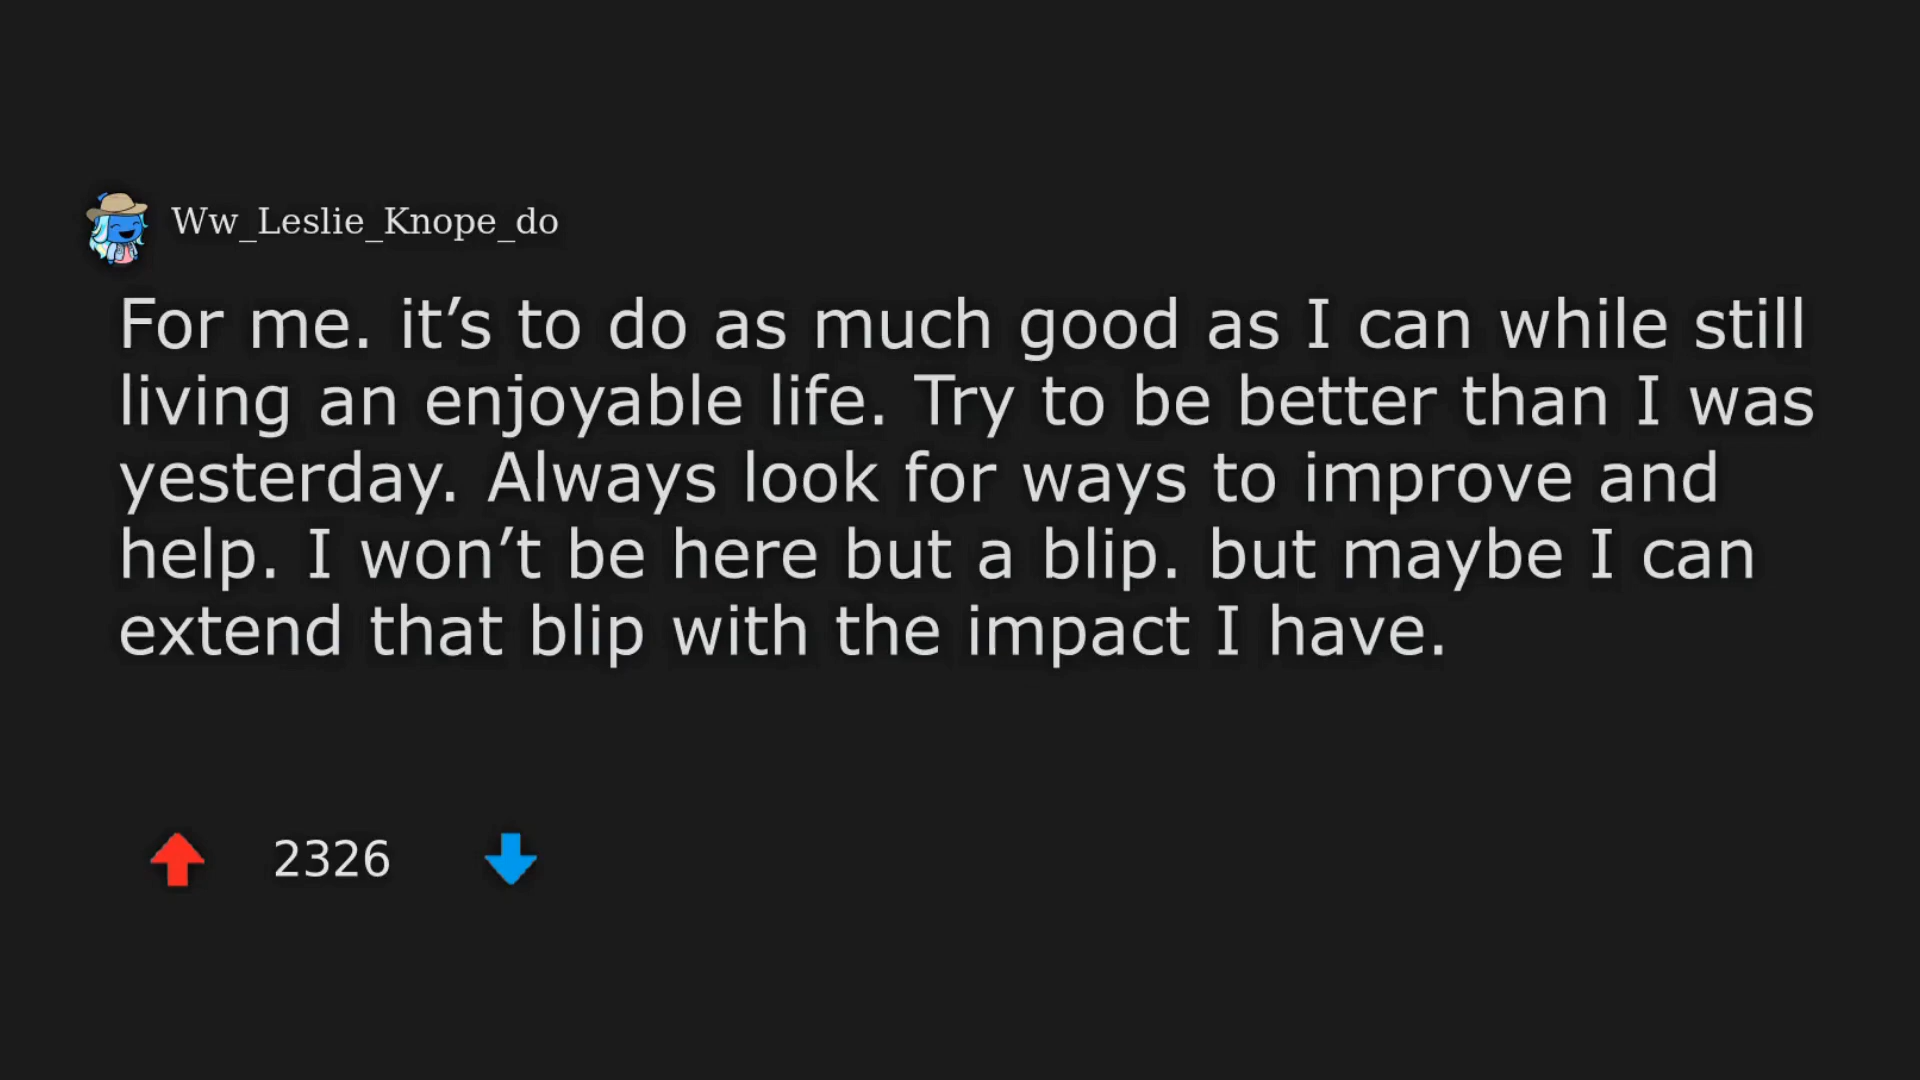 Ww_Leslie_Knope_do
For me. it’s to do as much good as I can while still
living an enjoyable life. Try to be better than I was
yesterday. Always look for ways to improve and
help. I won’t be here but a blip. but maybe I can
extend that blip with the impact I have.
2326